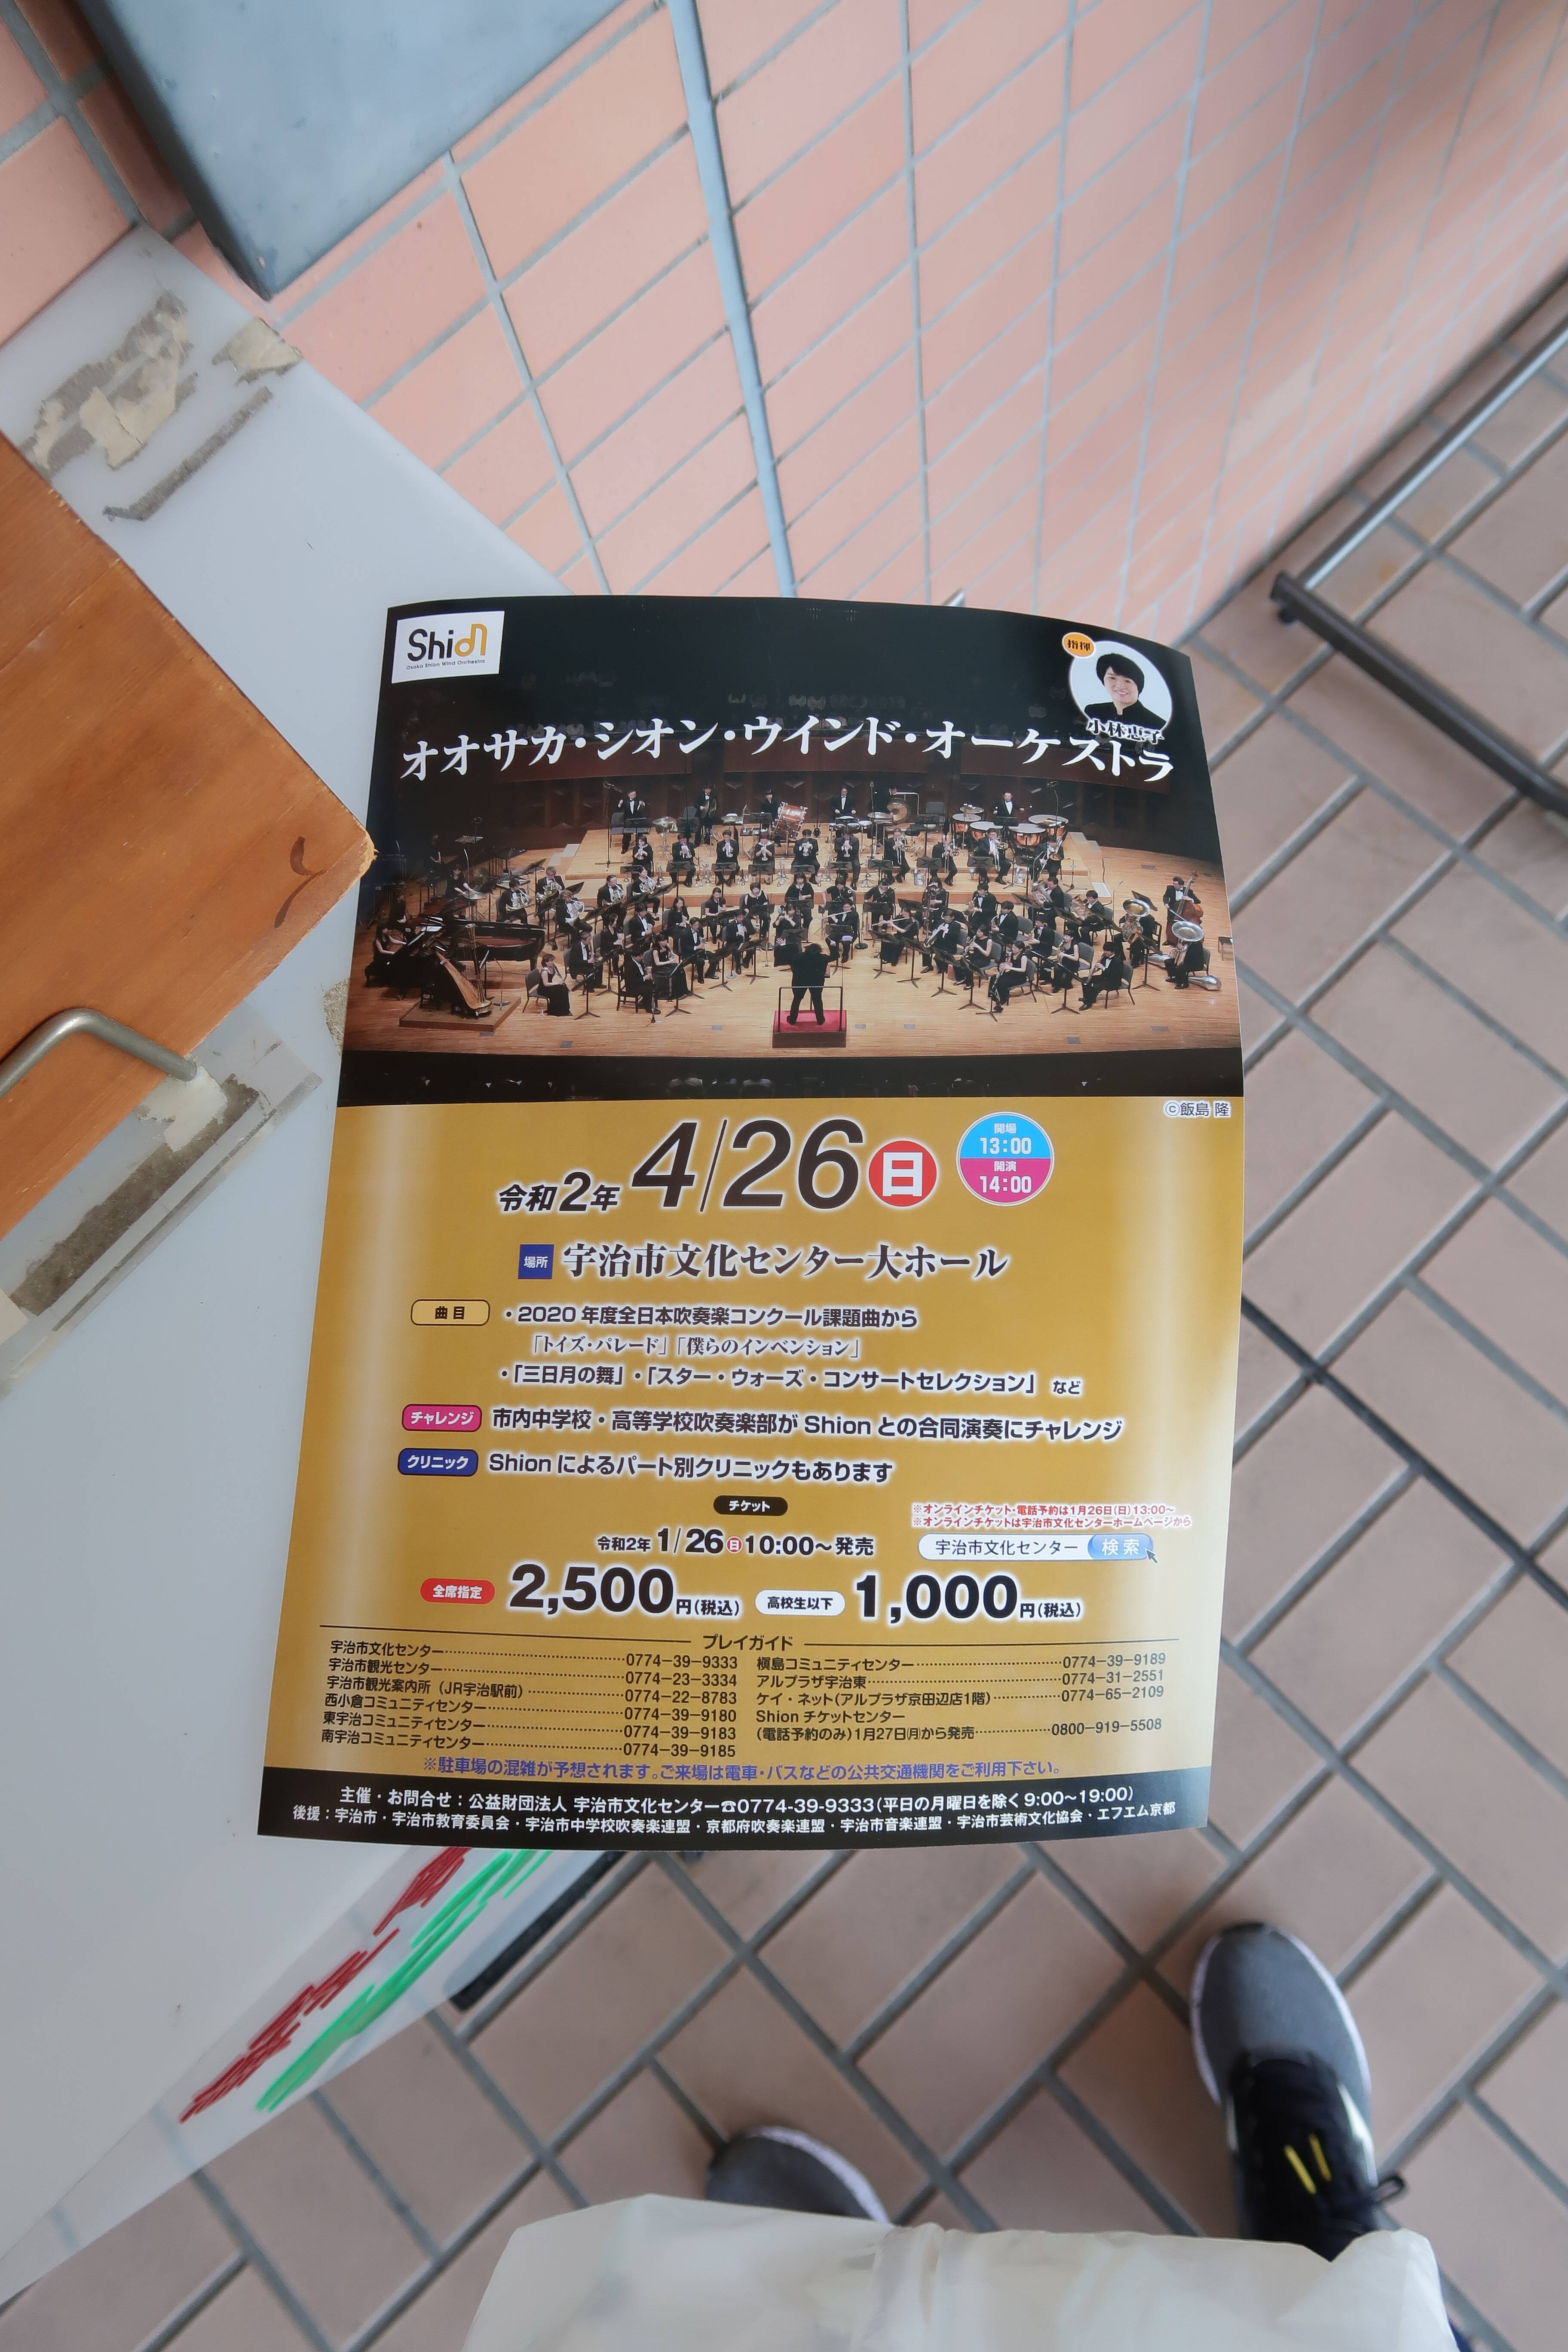 Shion
Osaka Shion Wind Orchestra
指揮
小林恵子
オオサカ・シオン・ウインド・オーケストラ
©飯島 隆
令和2年 4/26 日
開場
13:00
開演
14:00
場所 宇治市文化センター大ホール
曲目 ・2020年度全日本吹奏楽コンクール課題曲から
「トイズ・パレード」「僕らのインベンション」
・「三日月の舞」・「スター・ウォーズ・コンサートセレクション」 など
チャレンジ 市内中学校・高等学校吹奏楽部が Shion との合同演奏にチャレンジ
クリニック Shion によるパート別クリニックもあります
チケット
※オンラインチケット・電話予約は1月26日(日)13:00~
※オンラインチケットは宇治市文化センターホームページから
令和2年 1/26 日 10:00~発売
宇治市文化センター 検索
全席指定 2,500円(税込) 高校生以下 1,000円(税込)
プレイガイド
宇治市文化センター 0774-39-9333
宇治市観光センター 0774-23-3334
宇治市観光案内所（JR宇治駅前） 0774-22-8783
西小倉コミュニティセンター 0774-39-9180
東宇治コミュニティセンター 0774-39-9183
南宇治コミュニティセンター 0774-39-9185
槇島コミュニティセンター 0774-39-9189
アルプラザ宇治東 0774-31-2551
ケイ・ネット(アルプラザ京田辺店1階) 0774-65-2109
Shion チケットセンター
(電話予約のみ)1月27日(月)から発売 0800-919-5508
※駐車場の混雑が予想されます。ご来場は電車・バスなどの公共交通機関をご利用下さい。
主催・お問合せ：公益財団法人 宇治市文化センター☎0774-39-9333(平日の月曜日を除く9:00~19:00)
後援：宇治市・宇治市教育委員会・宇治市中学校吹奏楽連盟・京都府吹奏楽連盟・宇治市音楽連盟・宇治市芸術文化協会・エフエム京都